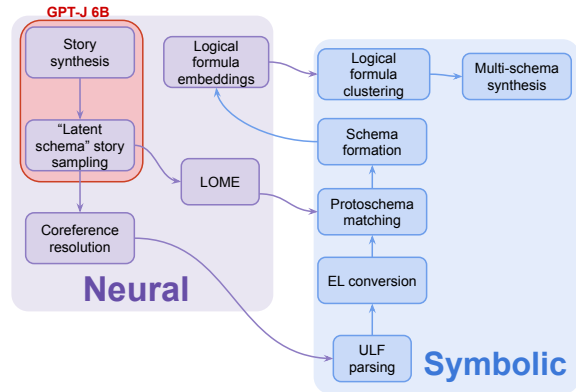 GPT-J 6B
Story
synthesis
"Latent
schema" story
sampling
Coreference
resolution
LOME
Logical
formula
embeddings
Neural
Logical
formula
clustering
Multi-schema
synthesis
Schema
formation
Protoschema
matching
EL conversion
ULF
parsing
Symbolic